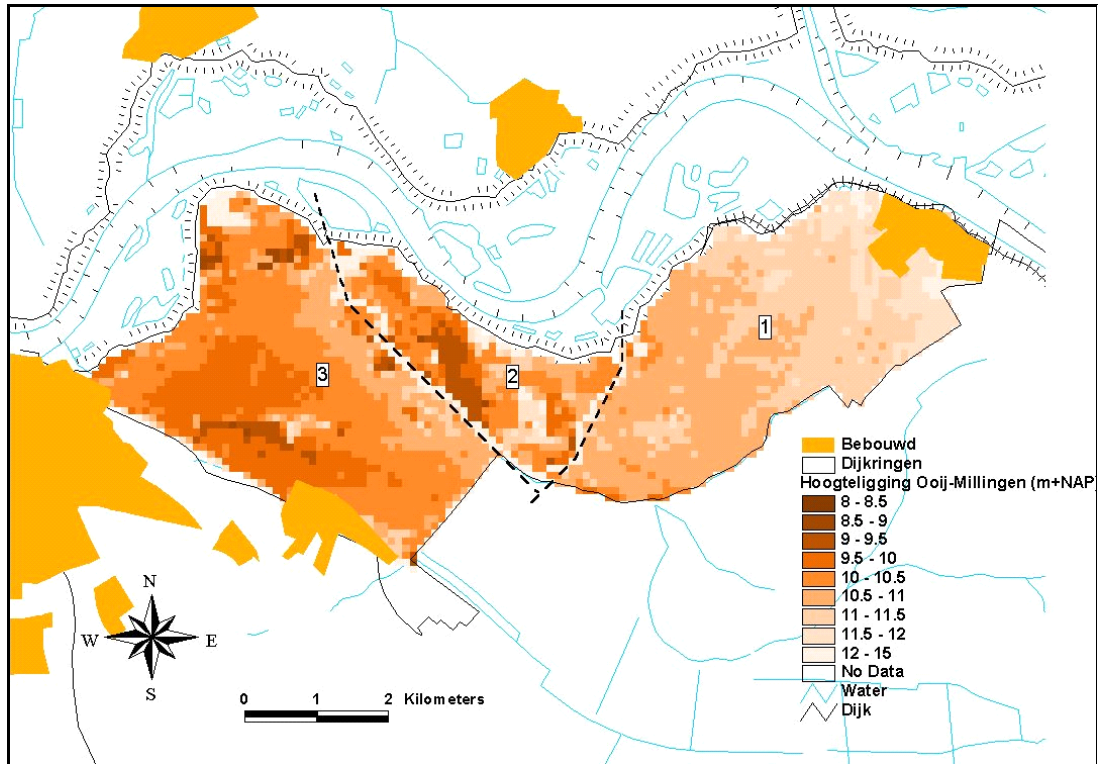 1
2
3
Bebouwd
Dijkringen
Hoogteligging Ooij-Millingen (m+NAP)
8 - 8.5
8.5 - 9
9 - 9.5
9.5 - 10
10 - 10.5
10.5 - 11
11 - 11.5
11.5 - 12
12 - 15
No Data
Water
Dijk
N
W E
S
0 1 2 Kilometers